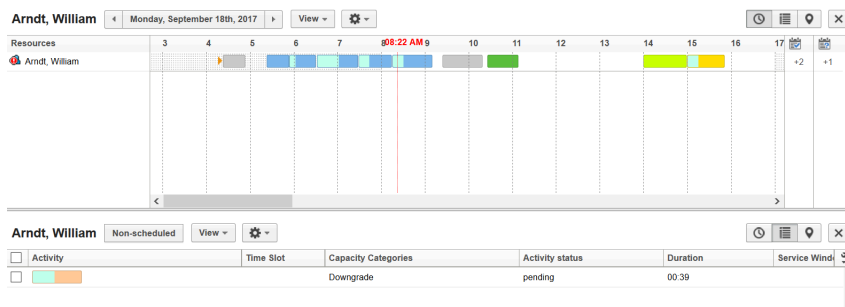 Arndt, William Monday, September 18th, 2017 View
Resources 3 4 5 6 7 8 08:22 AM 9 10 11 12 13 14 15 16 17
Arndt, William +2 +1
Arndt, William Non-scheduled View
Activity Time Slot Capacity Categories Activity status Duration Service Wind
Downgrade pending 00:39